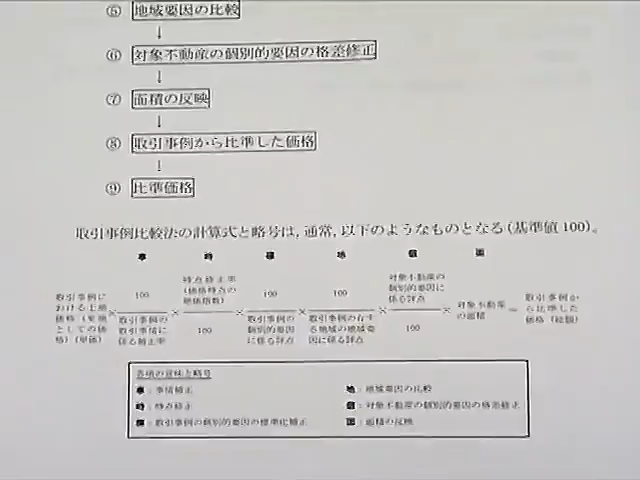 ⑤ 地域要因の比較
↓
⑥ 対象不動産の個別的要因の格差修正
↓
⑦ 面積の反映
↓
⑧ 取引事例から比準した価格
↓
⑨ 比準価格
取引事例比較法の計算式と略号は,通常,以下のようなものとなる(基準値100)。
事 時 標 地 個 面
取引事例に
おける土地
価格(更地
としての価
格)(単価)
×
100
取引事例の
取引事情に
係る補正率
×
時点修正率
(価格時点の
価格指数)
100
×
100
取引事例の
個別的要因
に係る評点
×
100
取引事例の存す
る地域の地域要
因に係る評点
×
対象不動産の
個別的要因に
係る評点
100
×
対象不動産
の面積
=
取引事例か
ら比準した
価格(総額)
各項の意味と略号
事:事情補正
地:地域要因の比較
時:時点修正
個:対象不動産の個別的要因の格差修正
標:取引事例の個別的要因の標準化補正
面:面積の反映